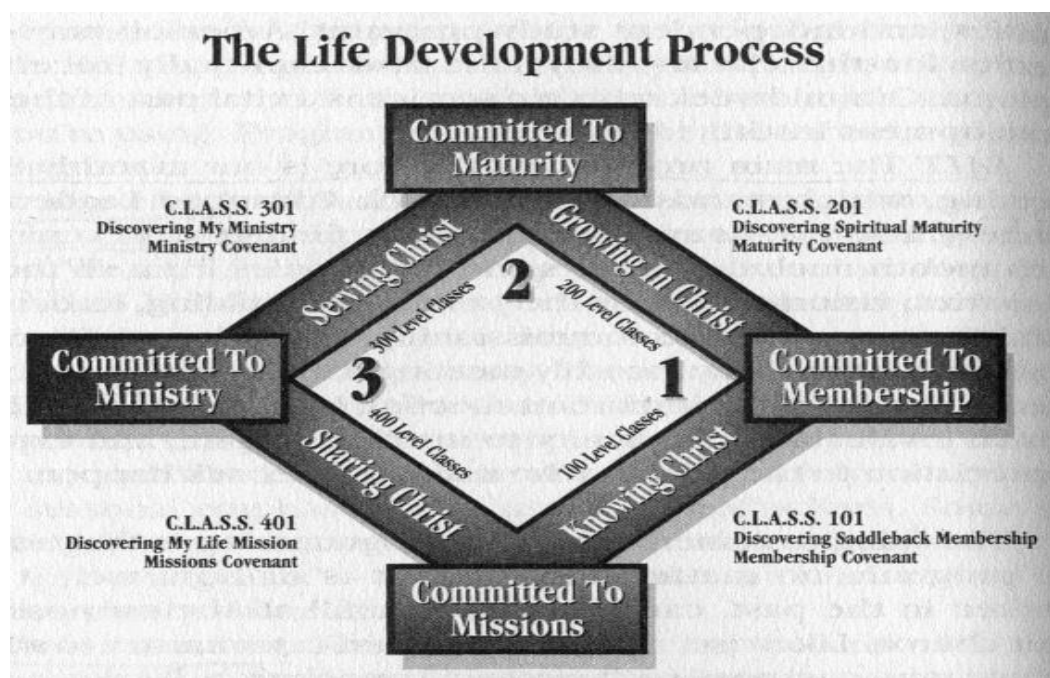 The Life Development Process
Committed To
Maturity
C.L.A.S.S. 301
Discovering My Ministry
Ministry Covenant
C.L.A.S.S. 201
Discovering Spiritual Maturity
Maturity Covenant
Serving Christ
Growing In Christ
2
300 Level Classes
200 Level Classes
Committed To
Ministry
3
1
Committed To
Membership
400 Level Classes
100 Level Classes
Sharing Christ
Knowing Christ
C.L.A.S.S. 401
Discovering My Life Mission
Missions Covenant
C.L.A.S.S. 101
Discovering Saddleback Membership
Membership Covenant
Committed To
Missions